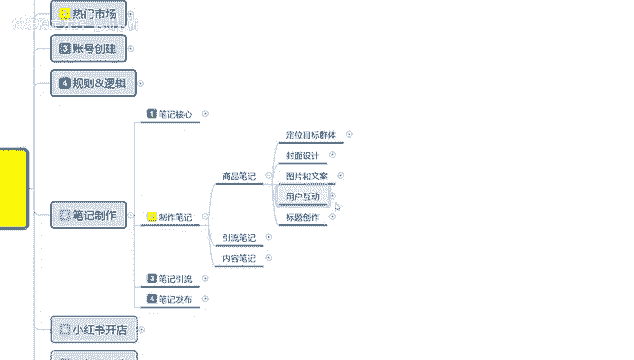 热门市场
3 账号创建
4 规则&逻辑
1 笔记核心
定位目标群体
封面设计
商品笔记
图片和文案
用户互动
笔记制作
制作笔记
标题创作
引流笔记
内容笔记
3 笔记引流
4 笔记发布
小红书开店